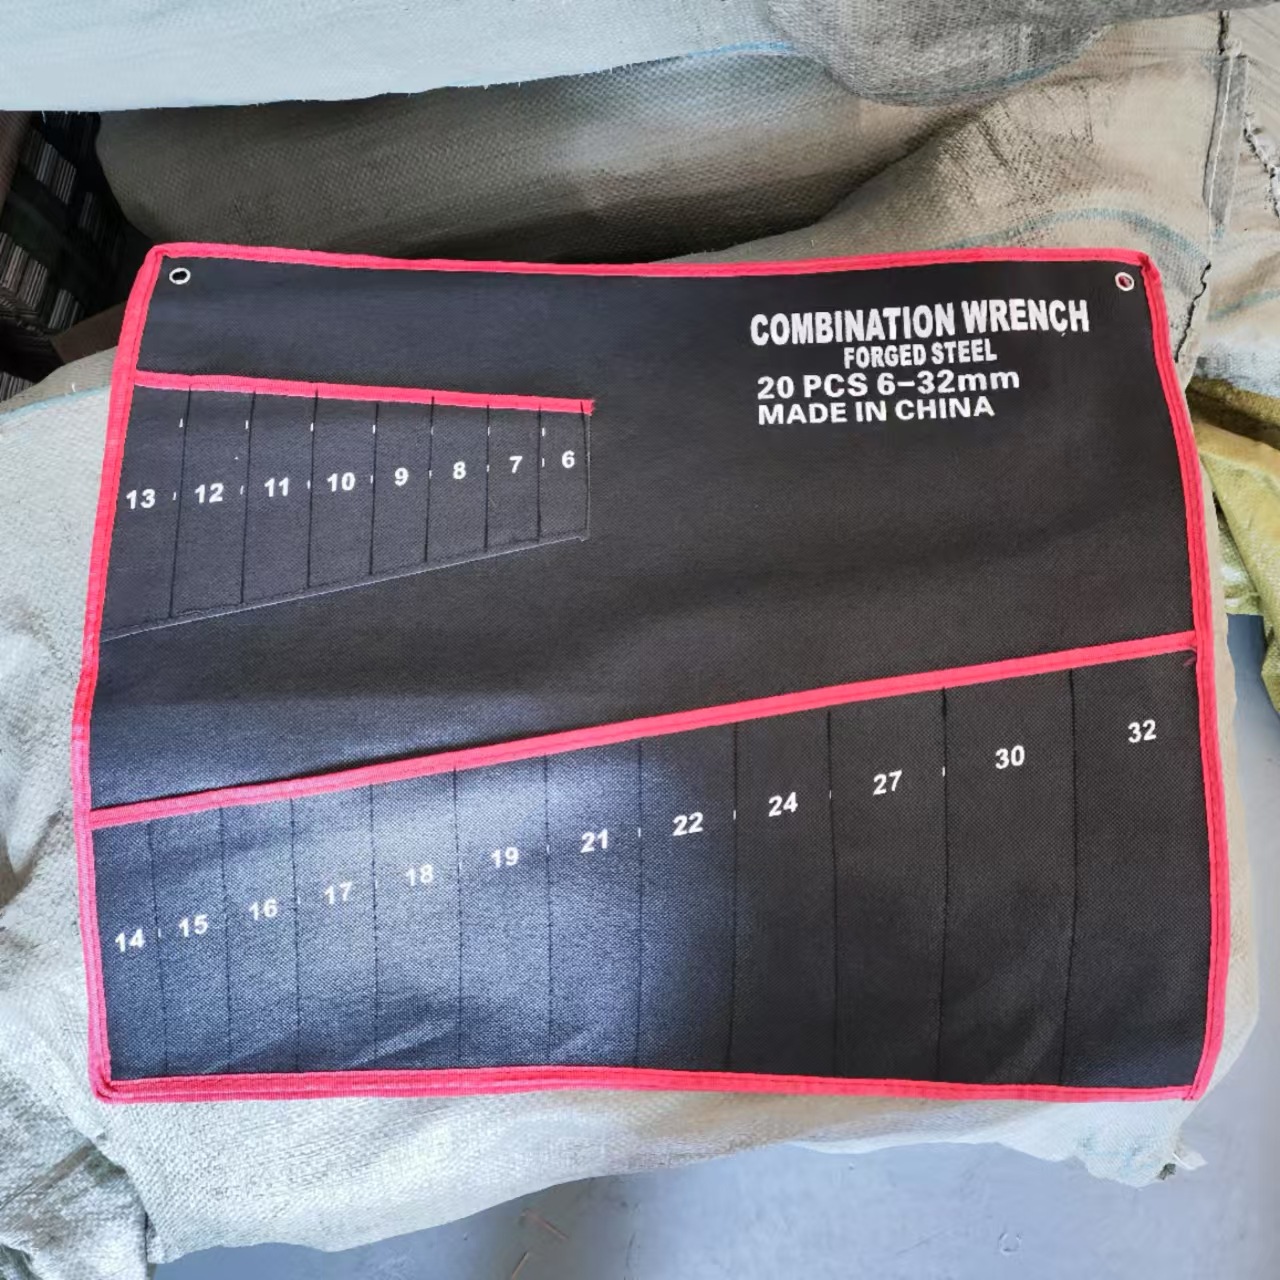 COMBINATION WRENCH
FORGED STEEL
20 PCS 6-32mm
MADE IN CHINA
13 12 11 10 9 8 7 6
14 15 16 17 18 19 21 22 24 27 30 32